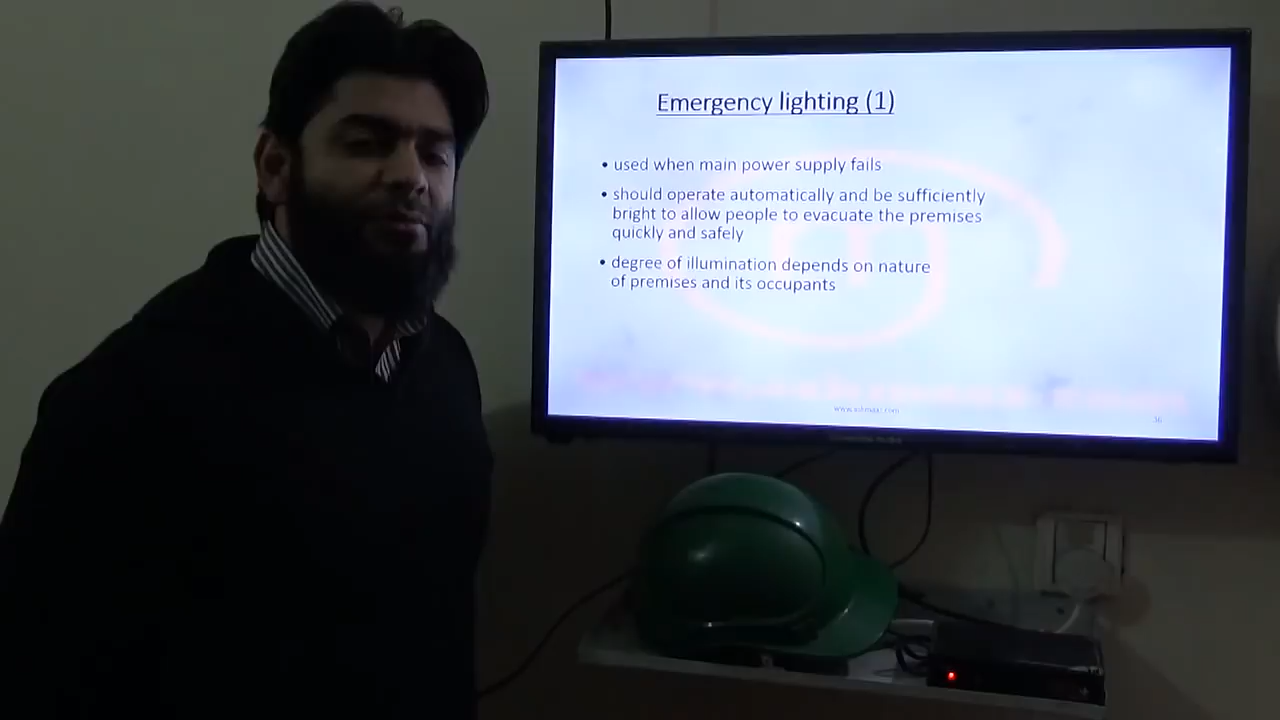 Emergency lighting (1)
• used when main power supply fails
• should operate automatically and be sufficiently
bright to allow people to evacuate the premises
quickly and safely
• degree of illumination depends on nature
of premises and its occupants
36